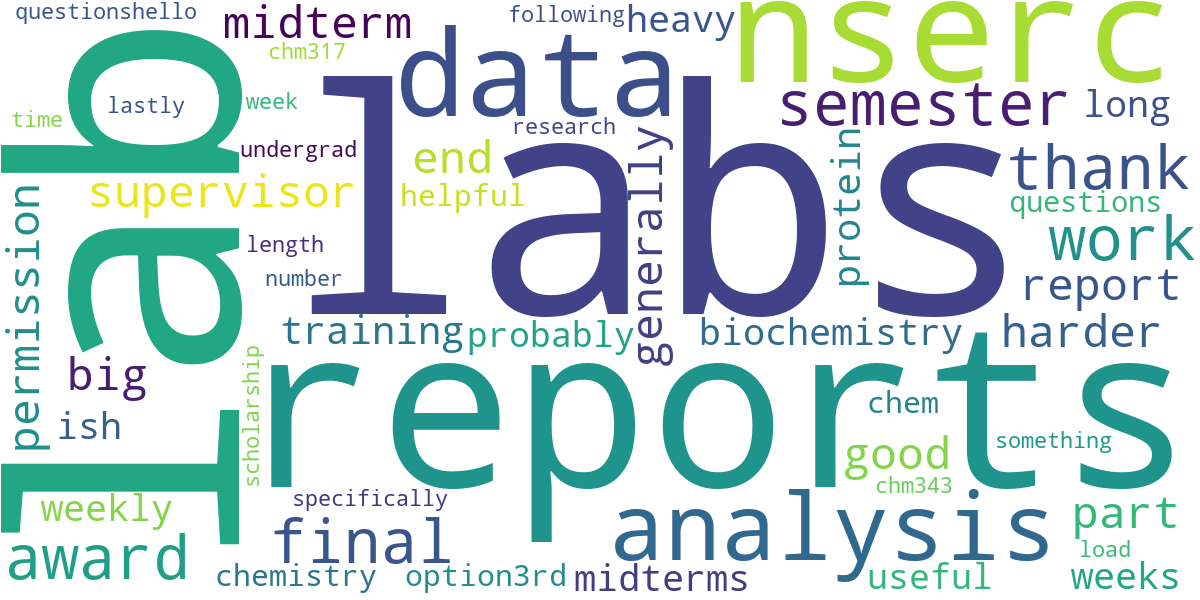 questionshello
midterm
following
heavy
nserc
chm317
data
labs
lab
lastly
week
semester
long
time
undergrad
research
generally
protein
end
thank
supervisor
helpful
questions
permission
length
work
number
report
training
probably
biochemistry
harder
big
scholarship
reports
ish
chem
something
good
chm343
weekly
specifically
analysis
part
award
final
load
chemistry
option3rd
midterms
useful
weeks